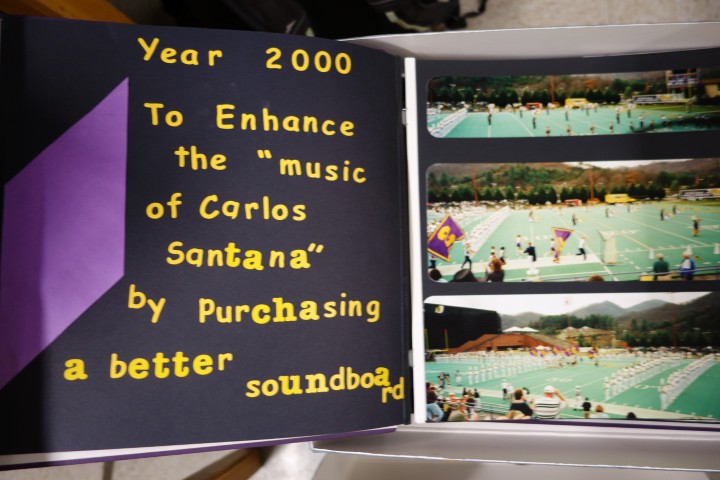 Year 2000
To Enhance
the "music
of Carlos
Santana"
by Purchasing
a better
soundboard